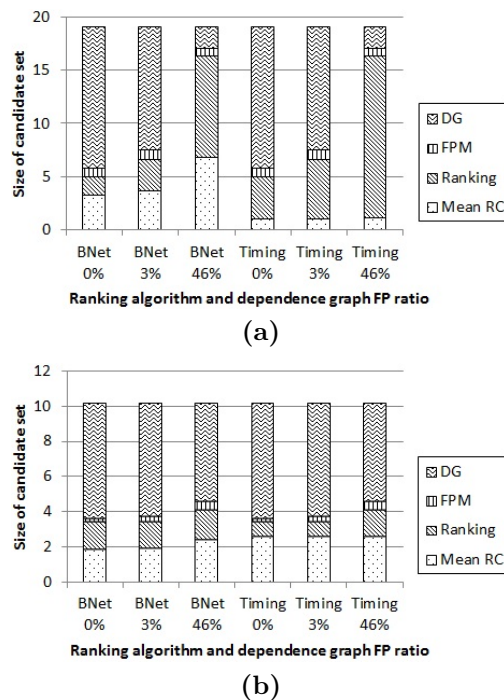 20
15
10
5
0
Size of candidate set
BNet BNet BNet Timing Timing Timing
0% 3% 46% 0% 3% 46%
Ranking algorithm and dependence graph FP ratio
DG
FPM
Ranking
Mean RC
(a)
12
10
8
6
4
2
0
Size of candidate set
BNet BNet BNet Timing Timing Timing
0% 3% 46% 0% 3% 46%
Ranking algorithm and dependence graph FP ratio
DG
FPM
Ranking
Mean RC
(b)